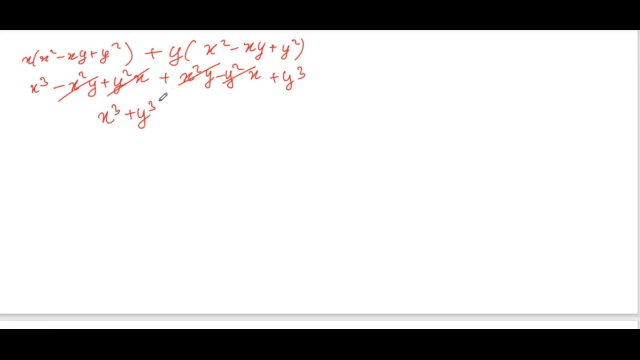 x(x² - xy + y²) + y(x² - xy + y²)
x³ - x²y + y²x + x²y - y²x + y³
x³ + y³